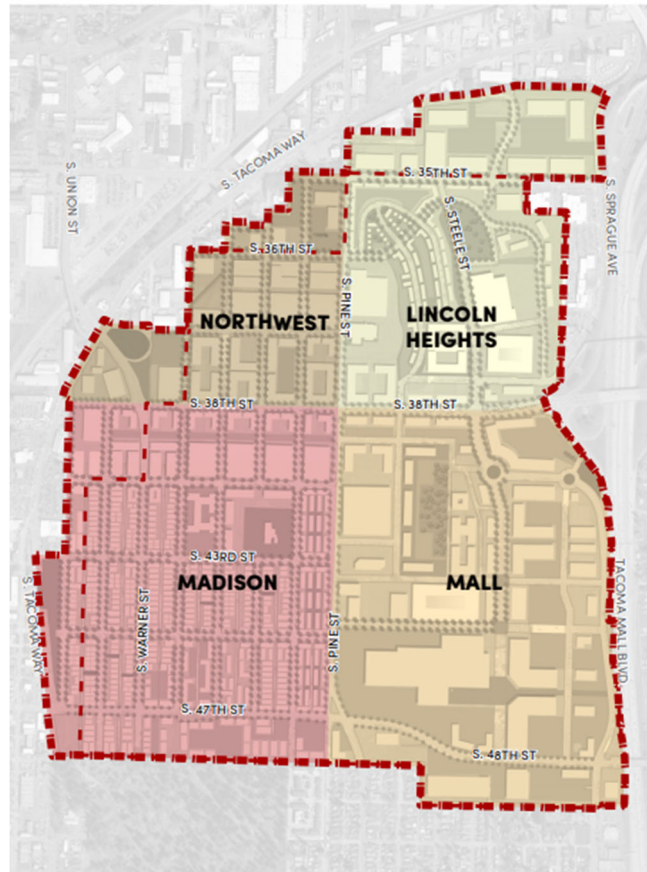 S. TACOMA WAY
S. UNION ST
S. 35TH ST
S. SPRAGUE AVE
S. STEELE ST
S. 36TH ST
S. PINE ST
NORTHWEST
LINCOLN
HEIGHTS
S. 38TH ST
S. 38TH ST
S. 43RD ST
MADISON
MALL
S. TACOMA WAY
S. WARNER ST
S. PINE ST
TACOMA MALL BLVD.
S. 47TH ST
S. 48TH ST